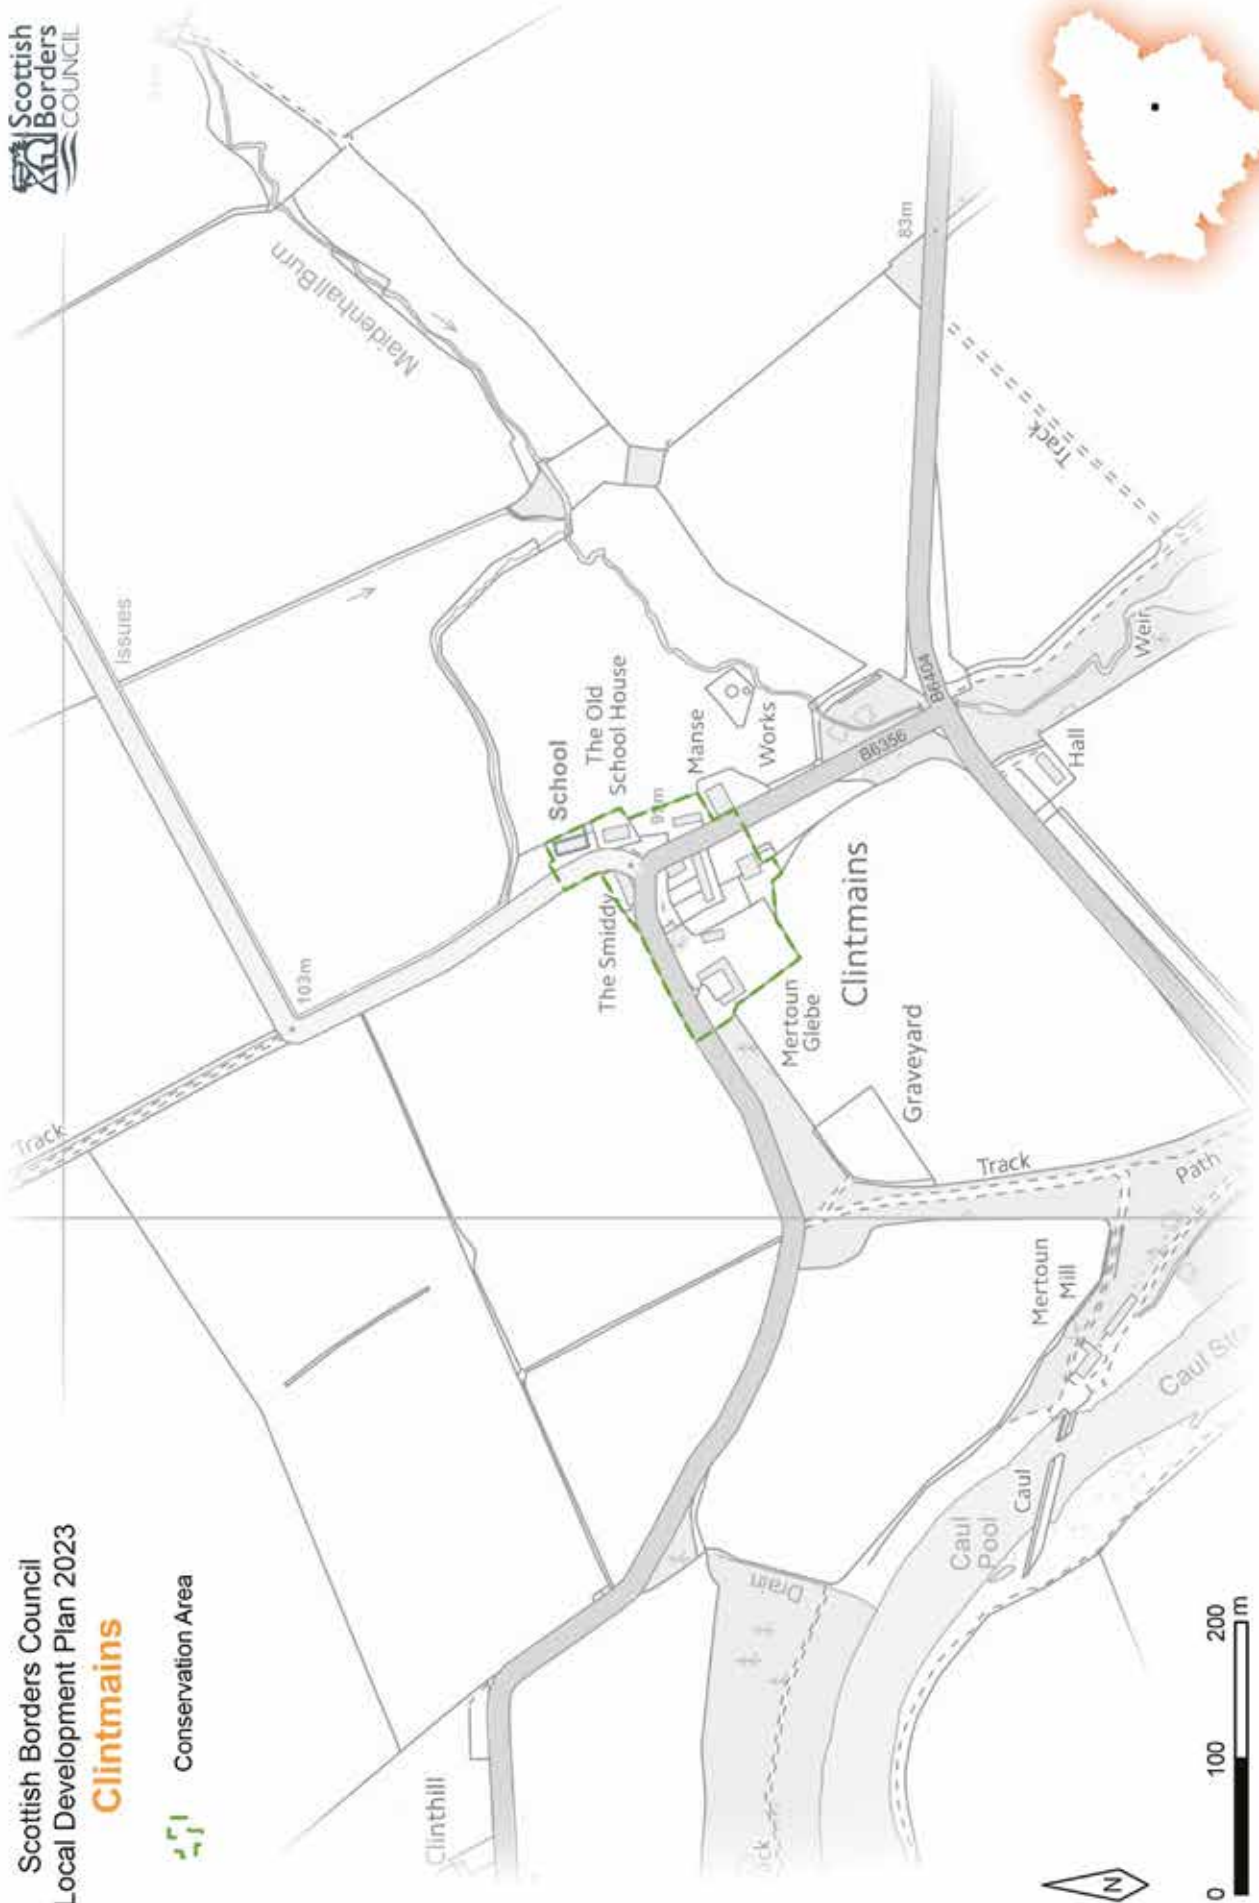 Scottish Borders Council
Local Development Plan 2023
Clintmains
Conservation Area
Scottish
Borders
COUNCIL
Track
Issues
103m
Maidenhall Burn
School
The Old
School House
The Smiddy
Manse
Works
Mertoun
Glebe
Clintmains
B6356
B6404
83m
Graveyard
Hall
Track
Weir
Track
Path
Mertoun
Mill
Clinthill
Drain
Caul
Pool
Caul
Caul
N
0
100
200
m